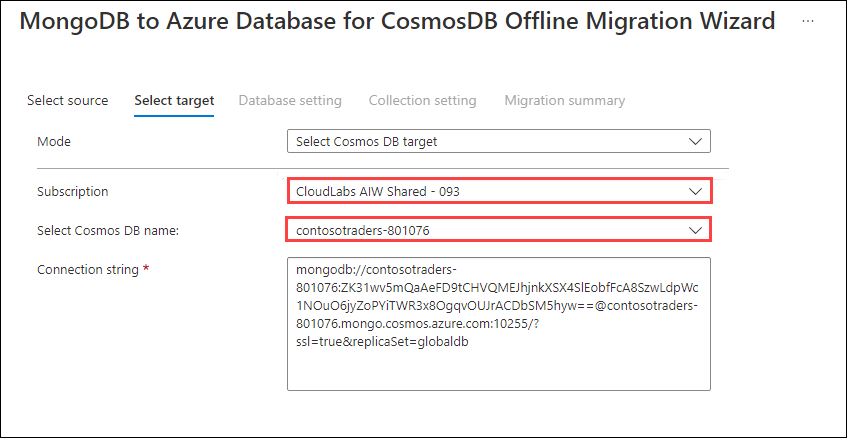 MongoDB to Azure Database for CosmosDB Offline Migration Wizard ...
Select source Select target Database setting Collection setting Migration summary
Mode Select Cosmos DB target
Subscription CloudLabs AIW Shared - 093
Select Cosmos DB name: contosotraders-801076
Connection string * mongodb://contosotraders-
801076:ZK31wv5mQaAeFD9tCHVQMEJhjnkXSX4SlEobfFcA8SzwLdpWc
1NOuO6jyZoPYiTWR3x8OgqvOUJrACDbSM5hyw==@contosotraders-
801076.mongo.cosmos.azure.com:10255/?
ssl=true&replicaSet=globaldb